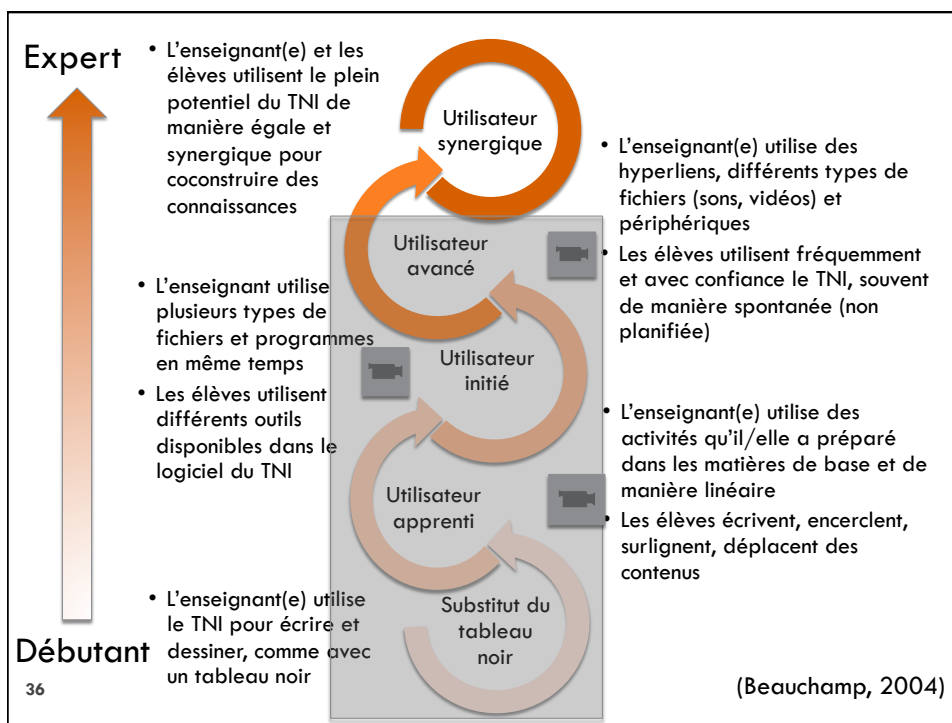 Expert
• L'enseignant(e) et les
élèves utilisent le plein
potentiel du TNI de
manière égale et
synergique pour
coconstruire des
connaissances
Utilisateur
synergique
• L'enseignant(e) utilise des
hyperliens, différents types de
fichiers (sons, vidéos) et
périphériques
• Les élèves utilisent fréquemment
et avec confiance le TNI, souvent
de manière spontanée (non
planifiée)
Utilisateur
avancé
• L'enseignant utilise
plusieurs types de
fichiers et programmes
en même temps
• Les élèves utilisent
différents outils
disponibles dans le
logiciel du TNI
Utilisateur
initié
• L'enseignant(e) utilise des
activités qu'il/elle a préparé
dans les matières de base et de
manière linéaire
• Les élèves écrivent, encerclent,
surlignent, déplacent des
contenus
Utilisateur
apprenti
• L'enseignant(e) utilise
le TNI pour écrire et
dessiner, comme avec
un tableau noir
Substitut du
tableau
noir
Débutant
36
(Beauchamp, 2004)